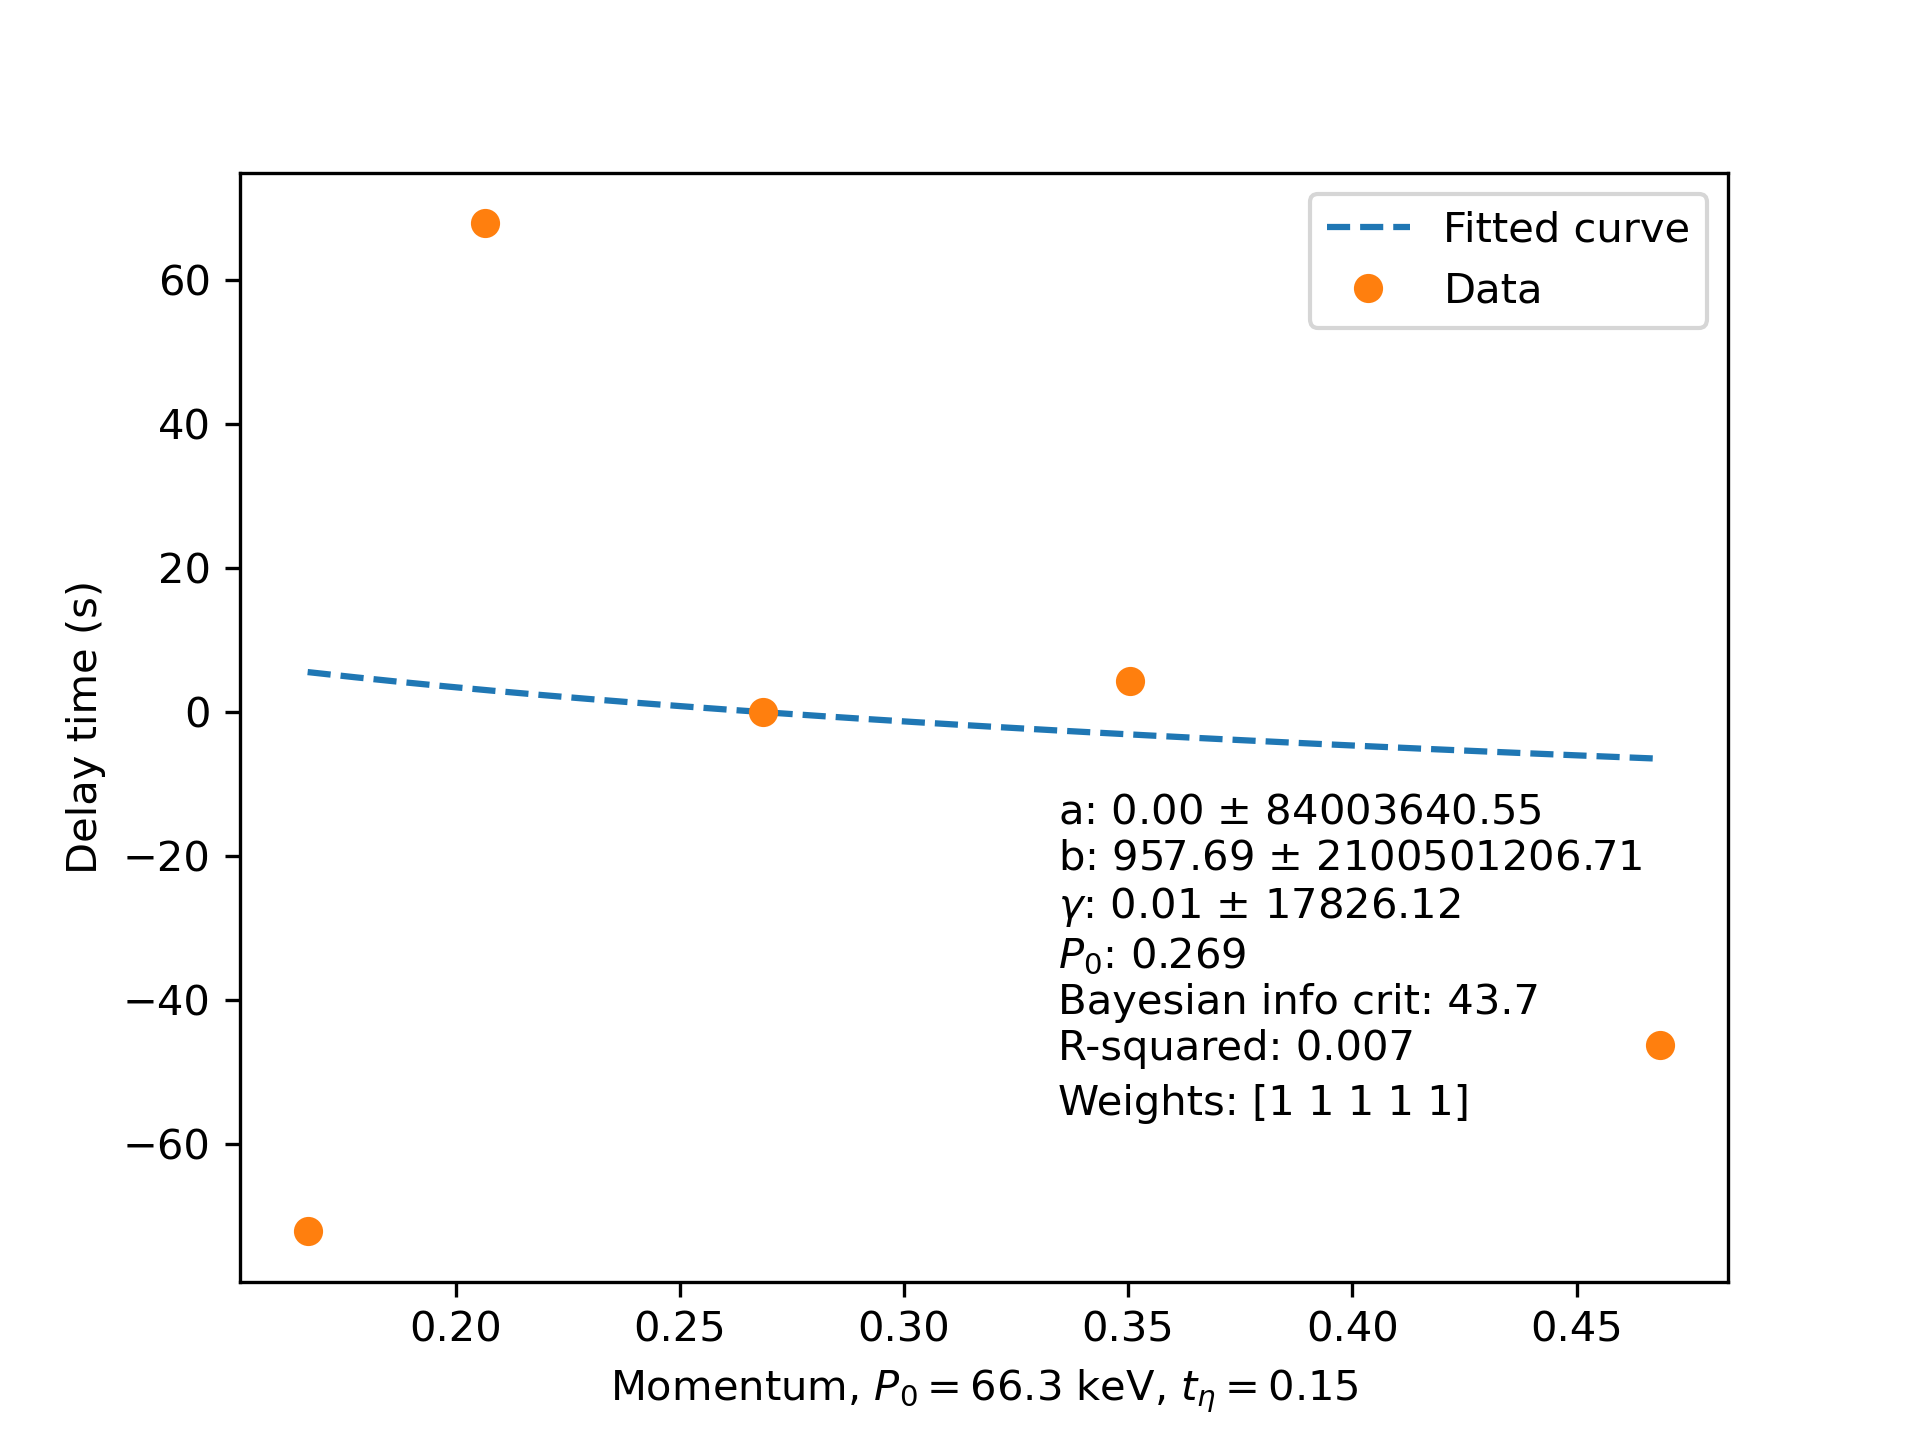 Fitted curve
Data
60
40
20
0
−20
−40
−60
Delay time (s)
a: 0.00 ± 84003640.55
b: 957.69 ± 2100501206.71
γ: 0.01 ± 17826.12
P₀: 0.269
Bayesian info crit: 43.7
R-squared: 0.007
Weights: [1 1 1 1 1]
0.20 0.25 0.30 0.35 0.40 0.45
Momentum, P₀ = 66.3 keV, tη = 0.15